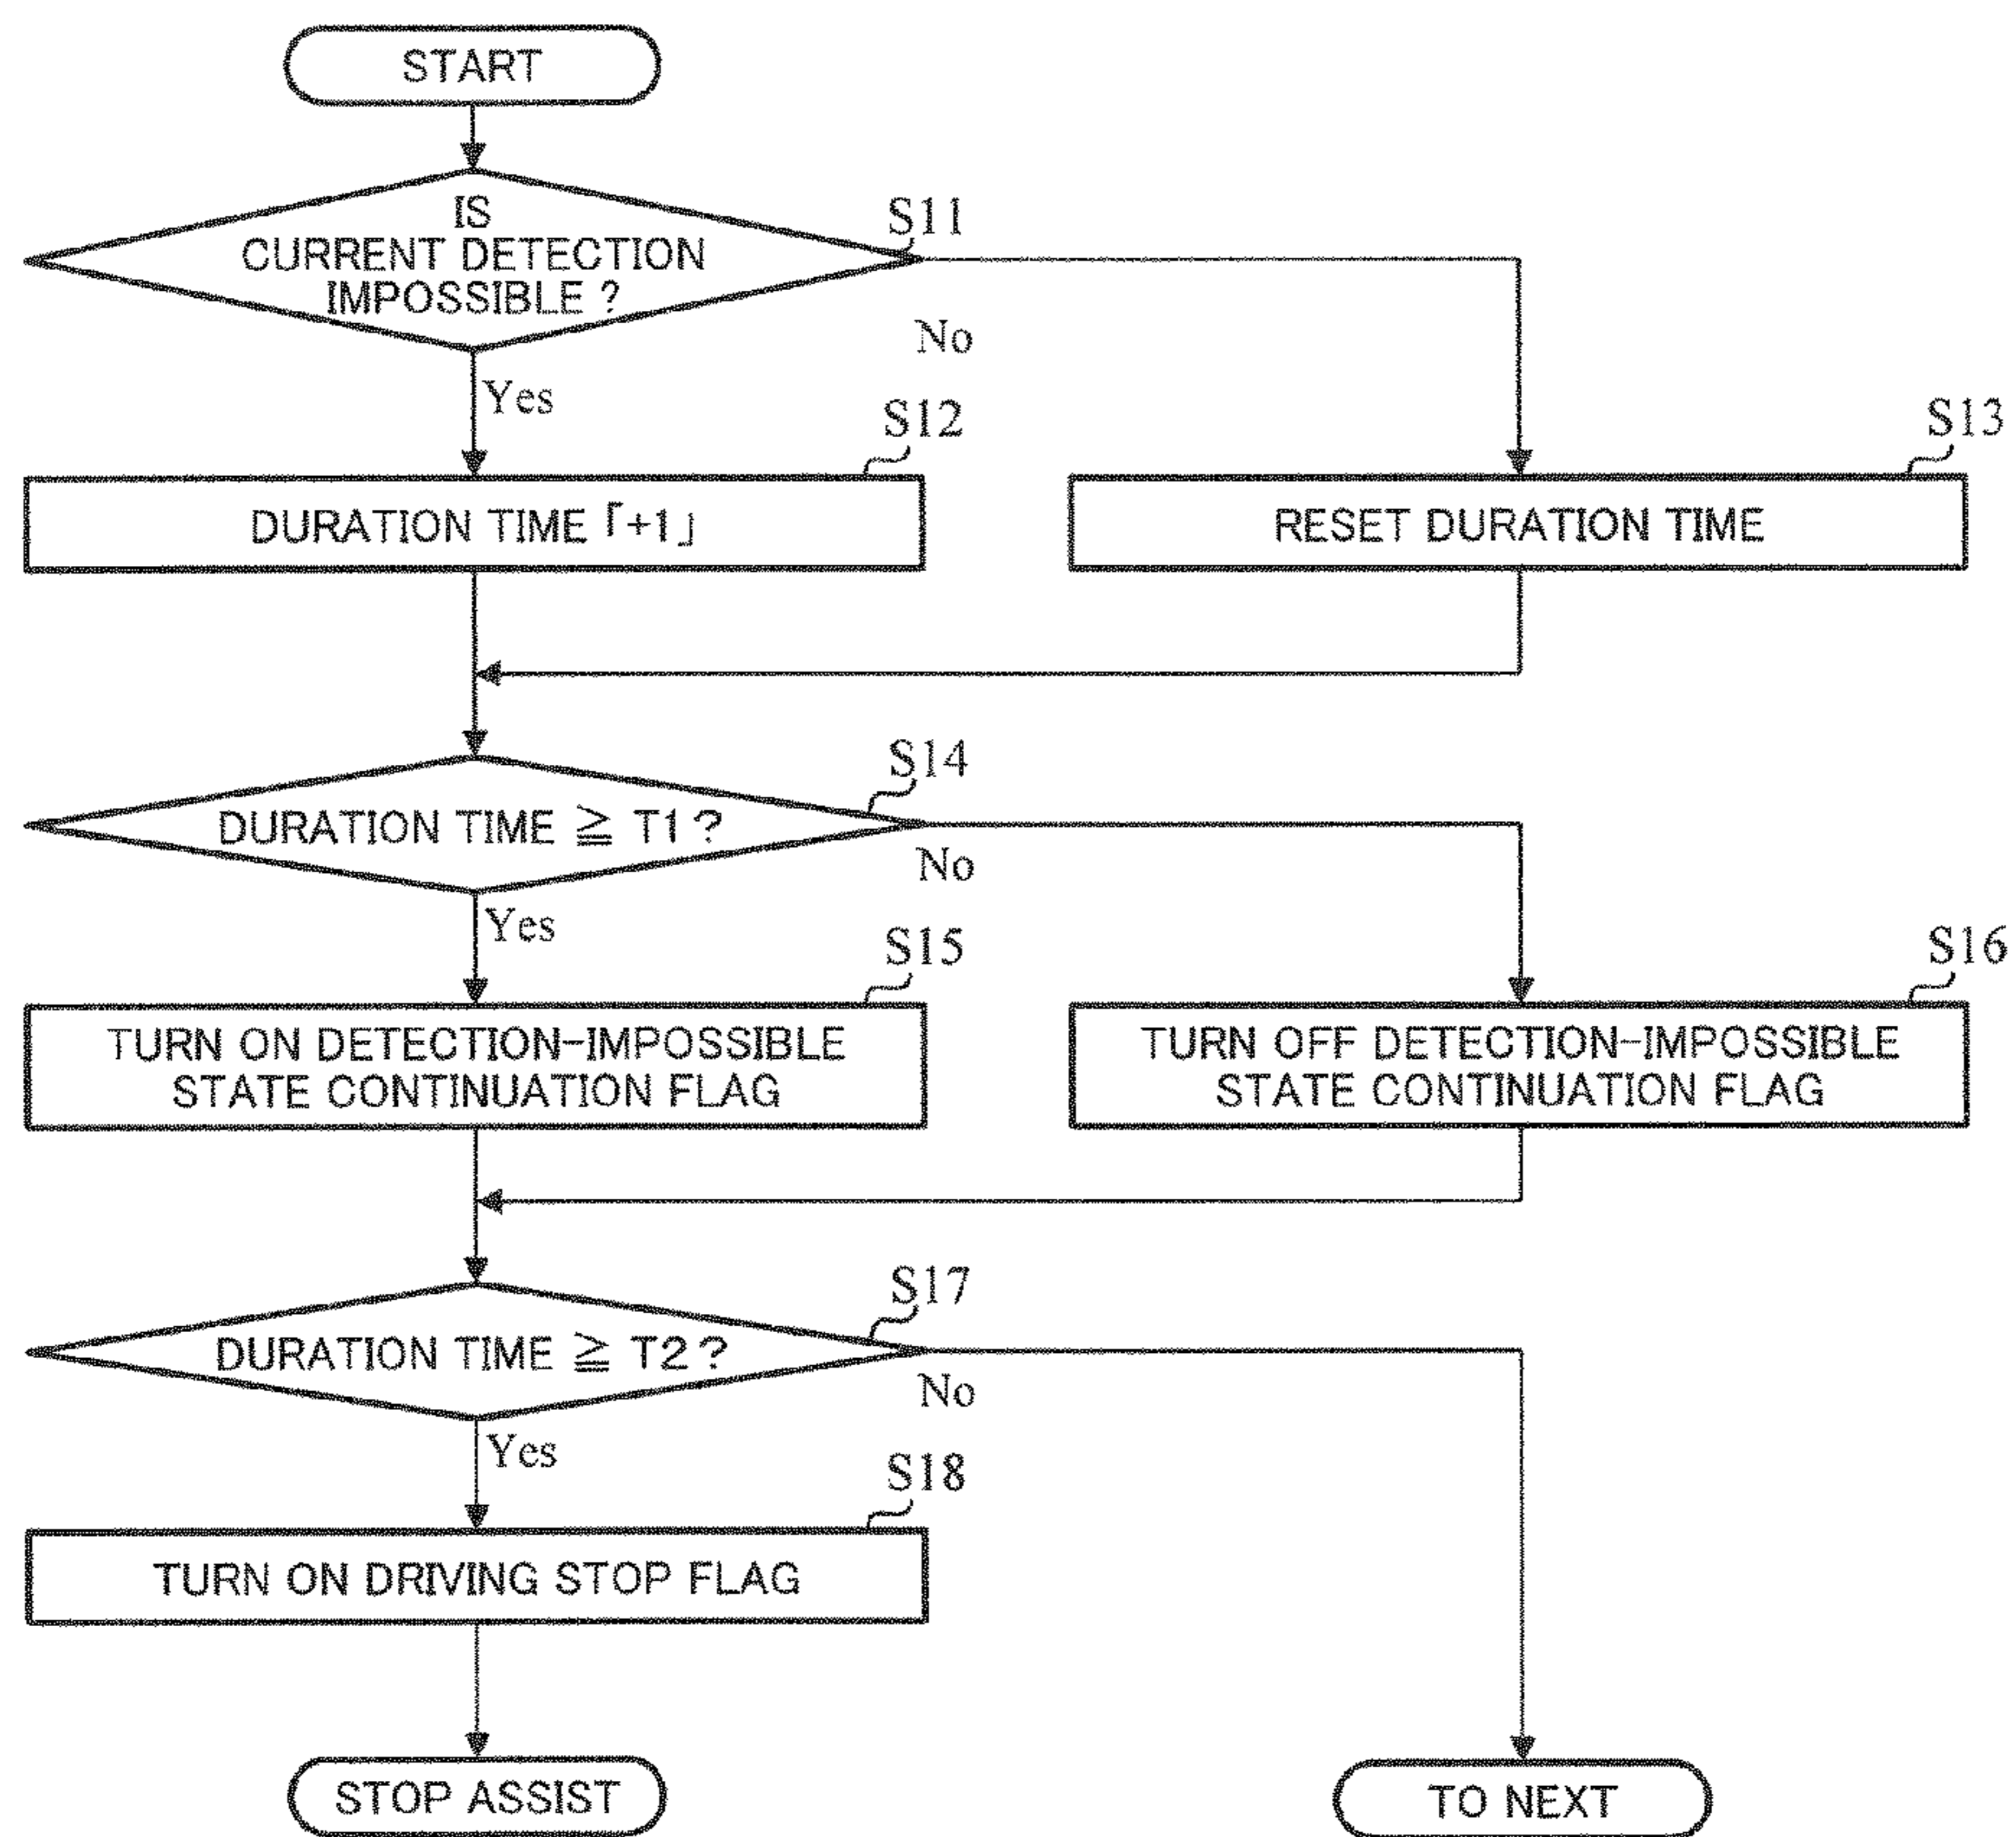 START
IS
CURRENT DETECTION
IMPOSSIBLE ?
S11
No
Yes
S12
DURATION TIME「+1」
S13
RESET DURATION TIME
S14
DURATION TIME ≧ T1 ?
No
Yes
S15
TURN ON DETECTION-IMPOSSIBLE
STATE CONTINUATION FLAG
S16
TURN OFF DETECTION-IMPOSSIBLE
STATE CONTINUATION FLAG
S17
DURATION TIME ≧ T2 ?
No
Yes
S18
TURN ON DRIVING STOP FLAG
STOP ASSIST
TO NEXT